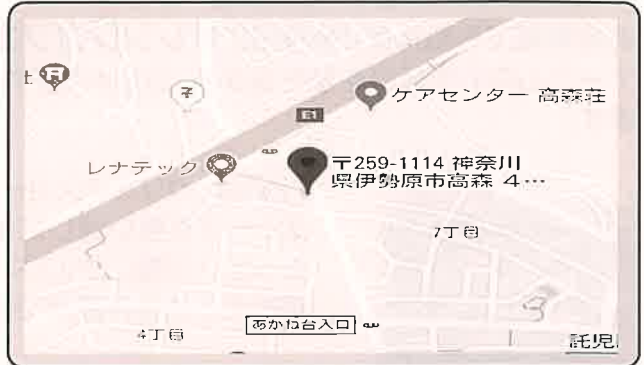 ケアセンター 高森荘
E1
レナテック
〒259-1114 神奈川
県伊勢原市高森 4…
7丁目
あかね台入口
4丁目
託児